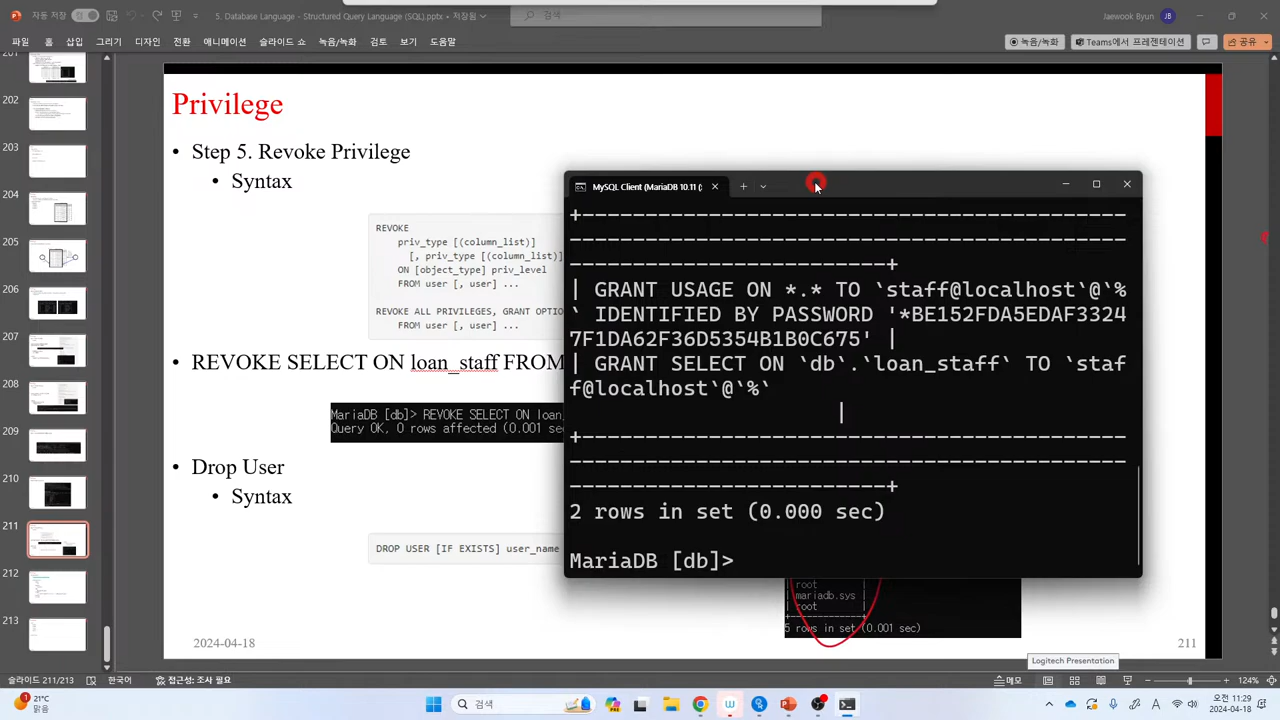 5. Database Language - Structured Query Language (SQL).pptx • 저장됨
검색
Jaewook Byun
JB
파일
홈
삽입
그리기
디자인
전환
애니메이션
슬라이드 쇼
녹음/녹화
검토
보기
도움말
녹음/녹화
Teams에서 프레젠테이션
공유
Privilege
• Step 5. Revoke Privilege
• Syntax
REVOKE
priv_type [(column_list)]
[, priv_type [(column_list)]
ON [object_type] priv_level
FROM user [, user] ...
REVOKE ALL PRIVILEGES, GRANT OPTIO
FROM user [, user] ...
• REVOKE SELECT ON loan_staff FROM
MariaDB [db]> REVOKE SELECT ON loan_
Query OK, 0 rows affected (0.001 sec
• Drop User
• Syntax
DROP USER [IF EXISTS] user_name
MySQL Client (MariaDB 10.11 (
+---------------------------------------------
----------------------------------------------
--------------------------+
| GRANT USAGE ON *.* TO `staff@localhost`@`%
` IDENTIFIED BY PASSWORD '*BE152FDA5EDAF3324
7F1DA62F36D5354B1B0C675' |
| GRANT SELECT ON `db`.`loan_staff` TO `staf
f@localhost`@`%`
|
+---------------------------------------------
----------------------------------------------
--------------------------+
2 rows in set (0.000 sec)
MariaDB [db]>
| root |
| mariadb.sys |
| root |
+-------------+
5 rows in set (0.001 sec)
2024-04-18
211
Logitech Presentation
203
204
205
206
207
208
209
210
211
212
213
슬라이드 211/213
한국어
접근성: 조사 필요
메모
124%
21°C
맑음
검색
오전 11:29
2024-04-18